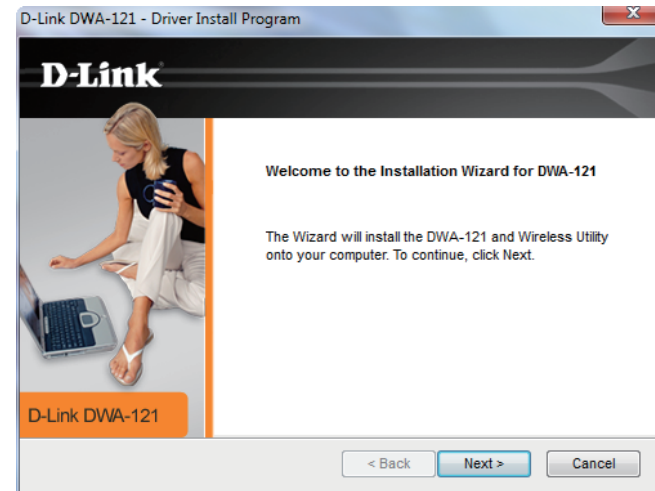 D-Link DWA-121 - Driver Install Program
D-Link
Welcome to the Installation Wizard for DWA-121
The Wizard will install the DWA-121 and Wireless Utility
onto your computer. To continue, click Next.
D-Link DWA-121
< Back Next > Cancel